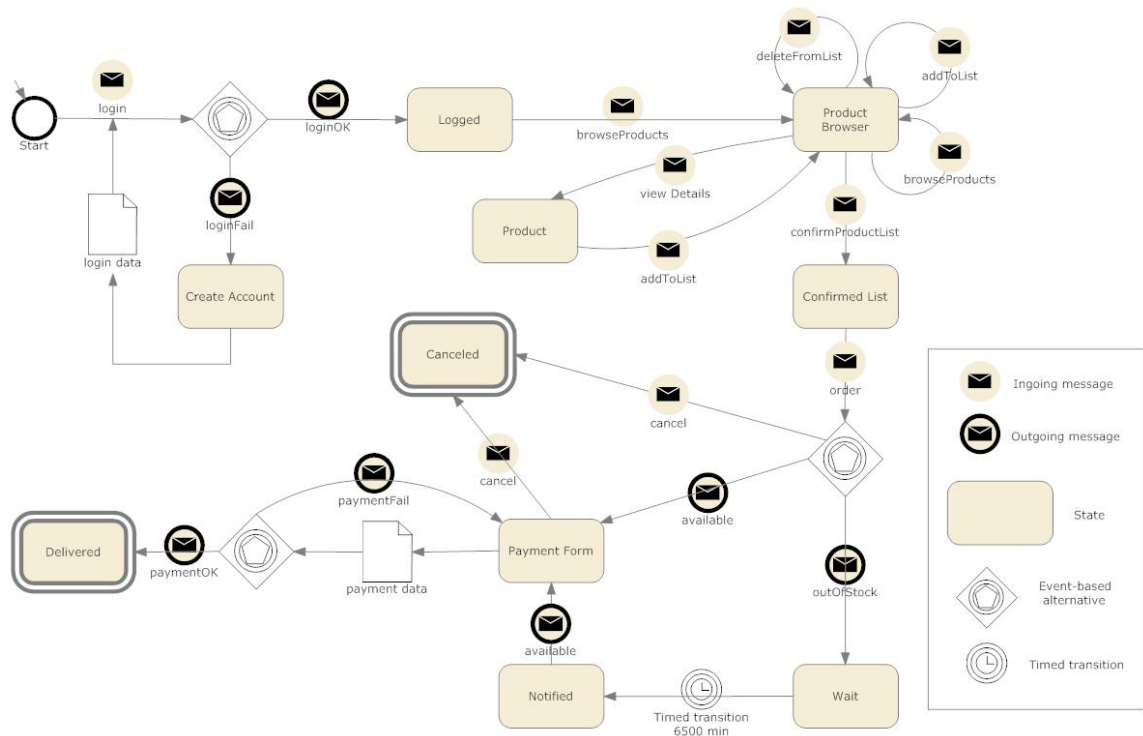 deleteFromList
addToList
login
loginOK
Logged
browseProducts
Product
Browser
Start
browseProducts
view Details
loginFail
Product
confirmProductList
login data
addToList
Create Account
Confirmed List
Canceled
order
Ingoing message
cancel
Outgoing message
cancel
paymentFail
available
State
Delivered
paymentOK
payment data
Payment Form
outOfStock
Event-based
alternative
available
Timed transition
Notified
Wait
Timed transition
6500 min